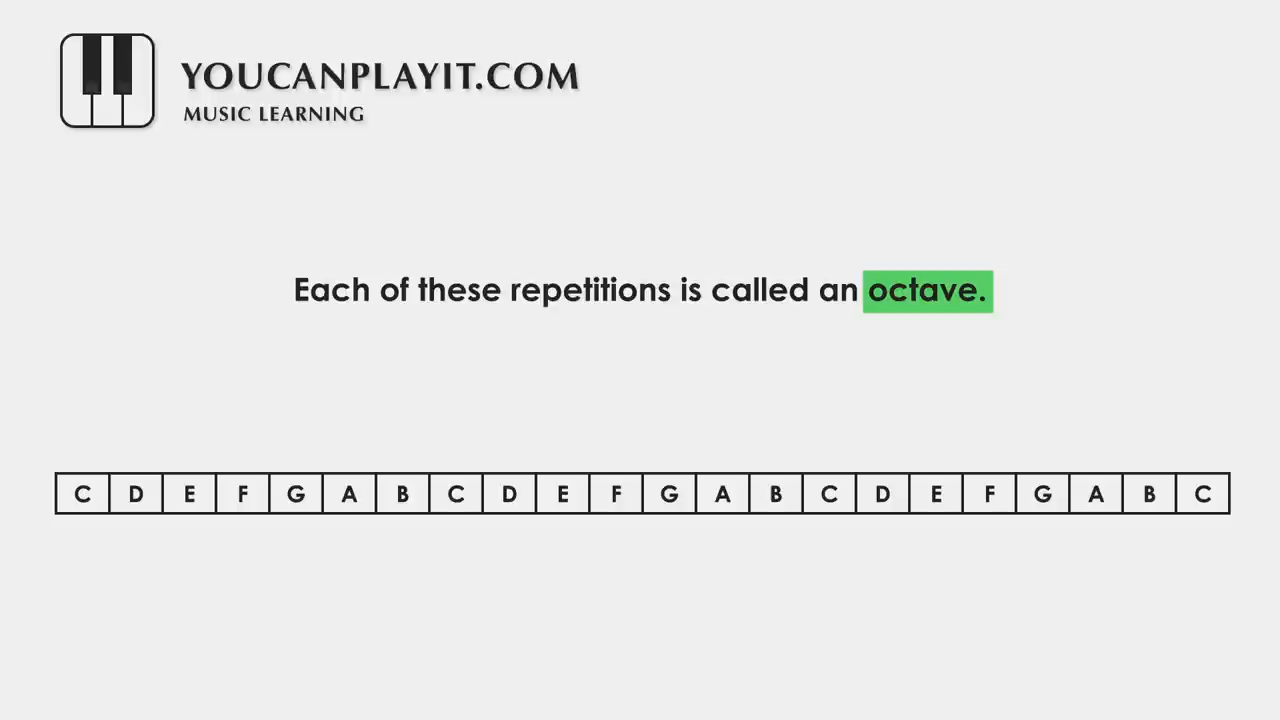 YOUCANPLAYIT.COM
MUSIC LEARNING
Each of these repetitions is called an octave.
C D E F G A B C D E F G A B C D E F G A B C